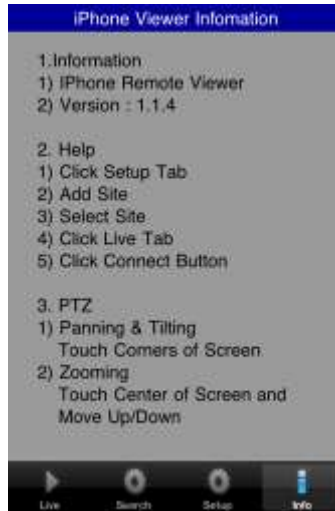 iPhone Viewer Infomation
1.Information
1) IPhone Remote Viewer
2) Version : 1.1.4
2. Help
1) Click Setup Tab
2) Add Site
3) Select Site
4) Click Live Tab
5) Click Connect Button
3. PTZ
1) Panning & Tilting
Touch Corners of Screen
2) Zooming
Touch Center of Screen and
Move Up/Down
Live Search Setup Info